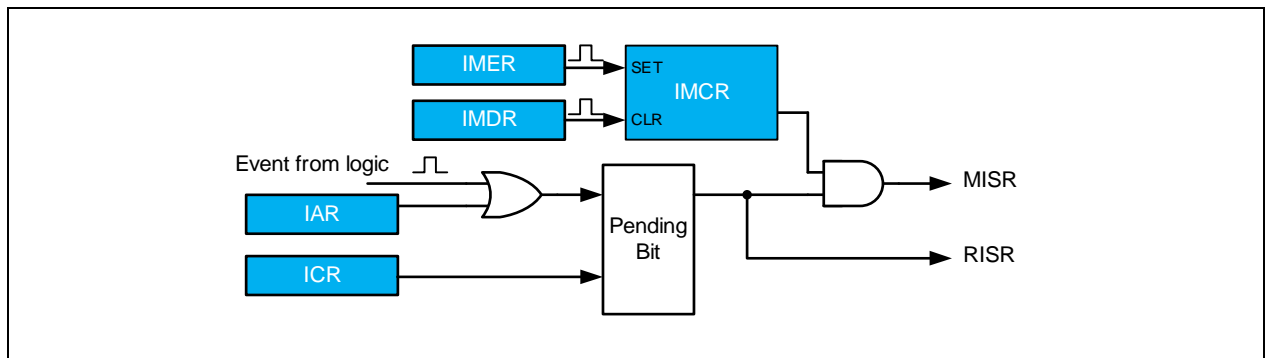 IMER
SET
IMCR
IMDR
CLR
Event from logic
IAR
Pending
Bit
MISR
ICR
RISR